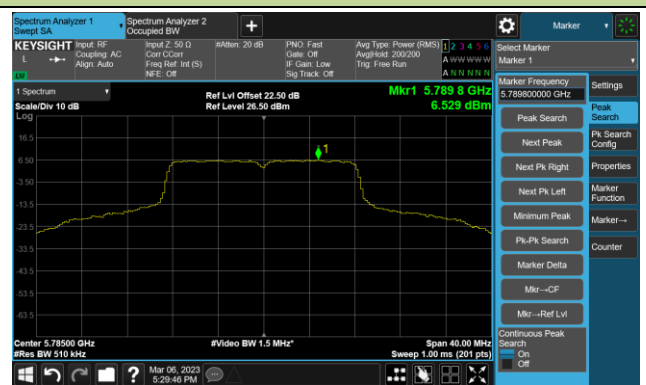 Spectrum Analyzer 1
Swept SA
Spectrum Analyzer 2
Occupied BW
+
Marker
KEYSIGHT
L
LW
Input: RF
Coupling: AC
Align: Auto
Input Z: 50 Ω
Corr CCorr
Freq Ref: Int (S)
NFE: Off
#Atten: 20 dB
PNO: Fast
Gate: Off
IF Gain: Low
Sig Track: Off
Avg Type: Power (RMS)
Avg|Hold: 200/200
Trig: Free Run
1 2 3 4 5 6
A W W W W W
A N N N N N
Select Marker
Marker 1
1 Spectrum
Scale/Div 10 dB
Log
Ref Lvl Offset 22.50 dB
Ref Level 26.50 dBm
Mkr1 5.789 8 GHz
6.529 dBm
16.5
6.50
-3.50
-13.5
-23.5
-33.5
-43.5
-53.5
-63.5
1
Center 5.78500 GHz
#Res BW 510 kHz
#Video BW 1.5 MHz*
Span 40.00 MHz
Sweep 1.00 ms (201 pts)
Marker Frequency
5.789800000 GHz
Peak Search
Next Peak
Next Pk Right
Next Pk Left
Minimum Peak
Pk-Pk Search
Marker Delta
Mkr→CF
Mkr→Ref Lvl
Continuous Peak
Search
On
Off
Settings
Peak
Search
Pk Search
Config
Properties
Marker
Function
Marker→
Counter
?
Mar 06, 2023
5:29:46 PM